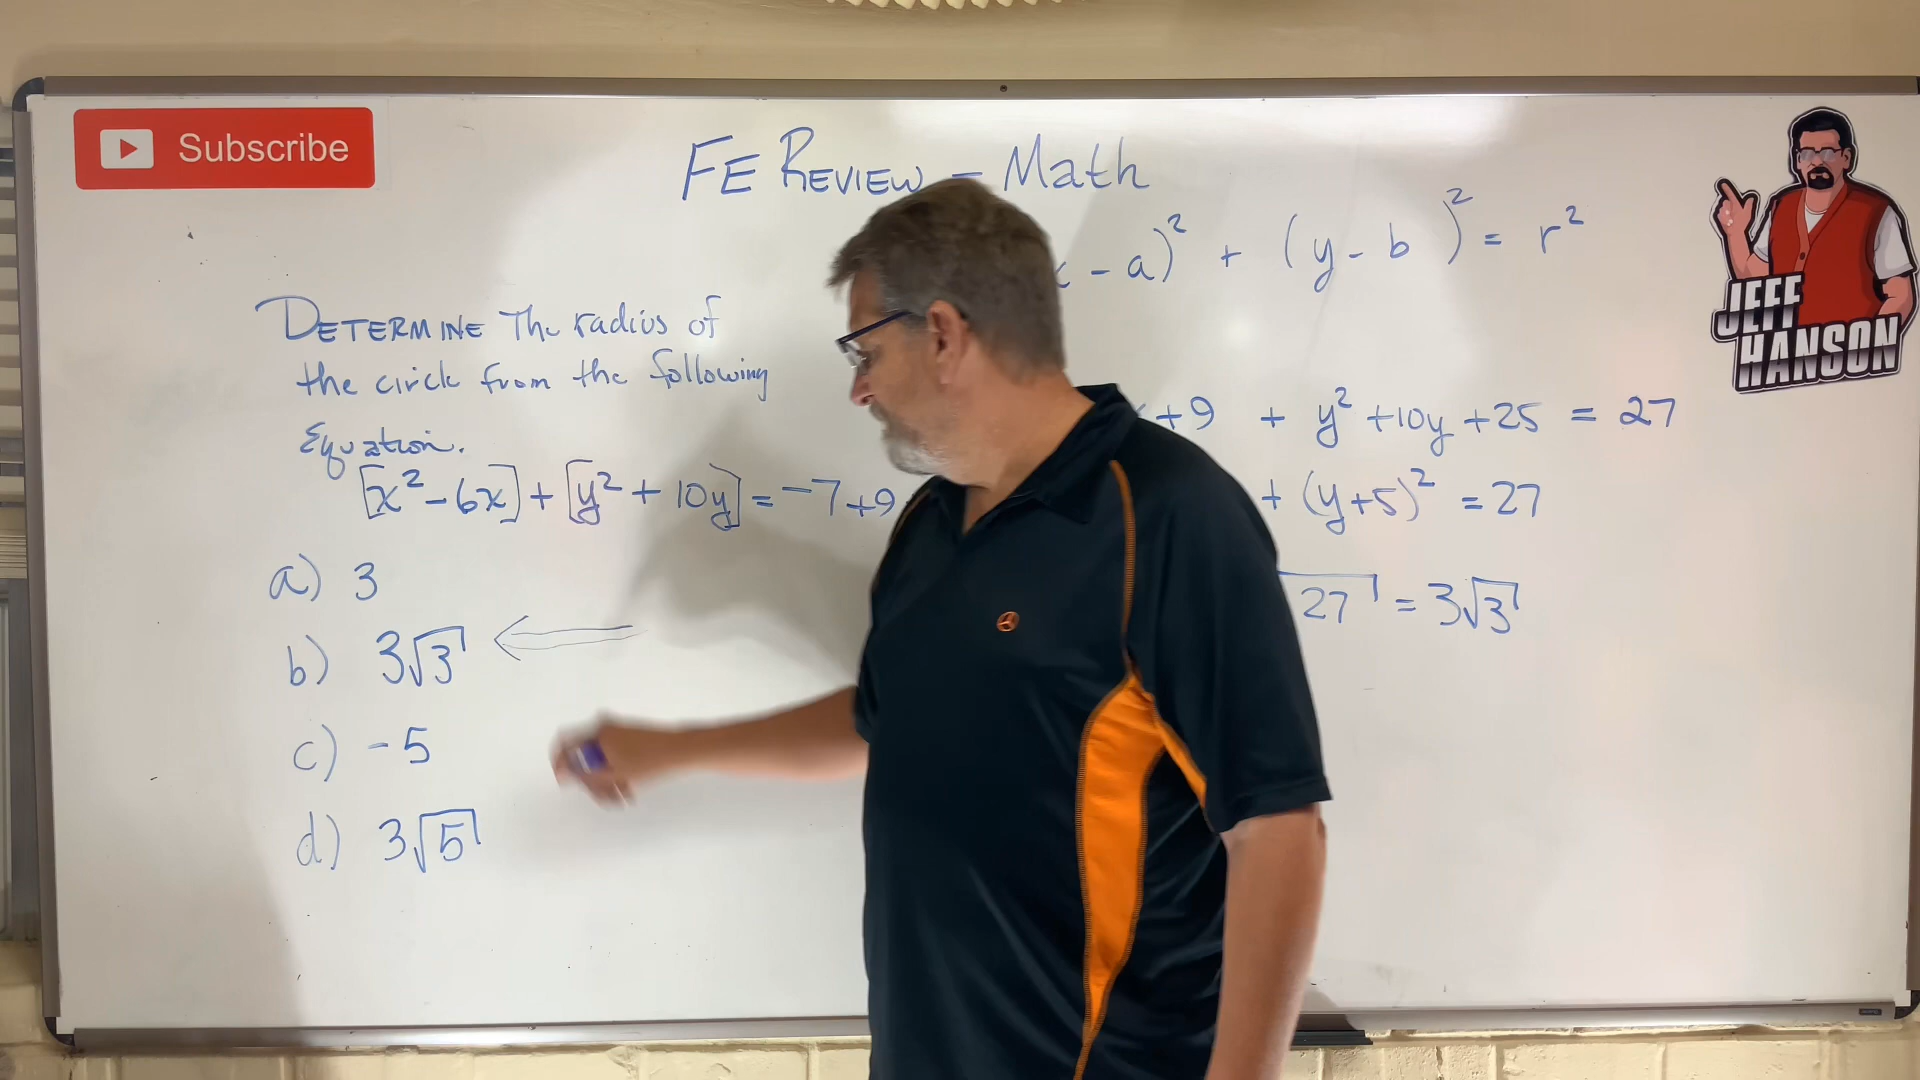 Subscribe
FE REVIEW - Math
- a)² + (y - b)² = r²
JEFF
HANSON
DETERMINE The radius of
the circle from the following
Equation.
+9 + y² +10y +25 = 27
[x² - 6x] + [y² + 10y] = -7 +9
+ (y+5)² = 27
a) 3
27 = 3√3
b) 3√3
c) -5
d) 3√5